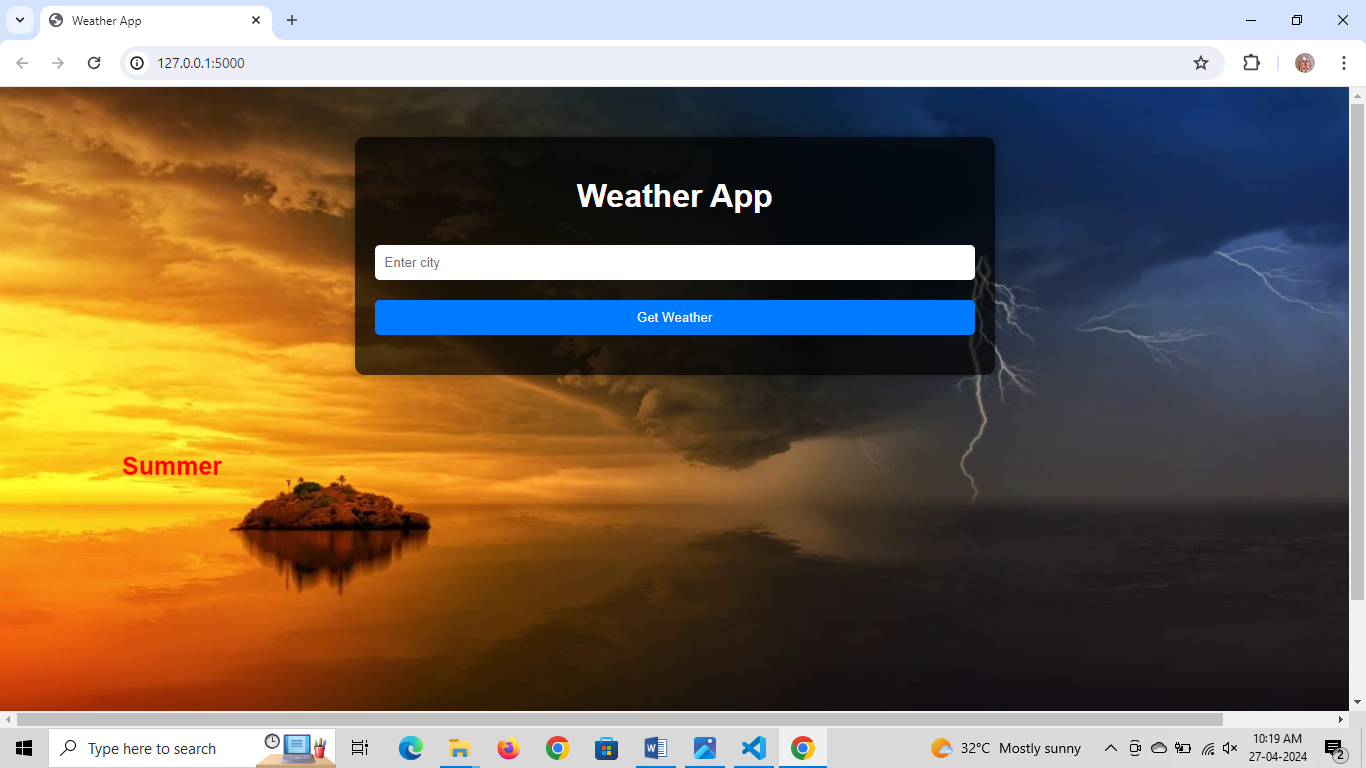 Weather App
127.0.0.1:5000
Weather App
Enter city
Get Weather
Summer
Type here to search
32°C Mostly sunny
10:19 AM
27-04-2024
2